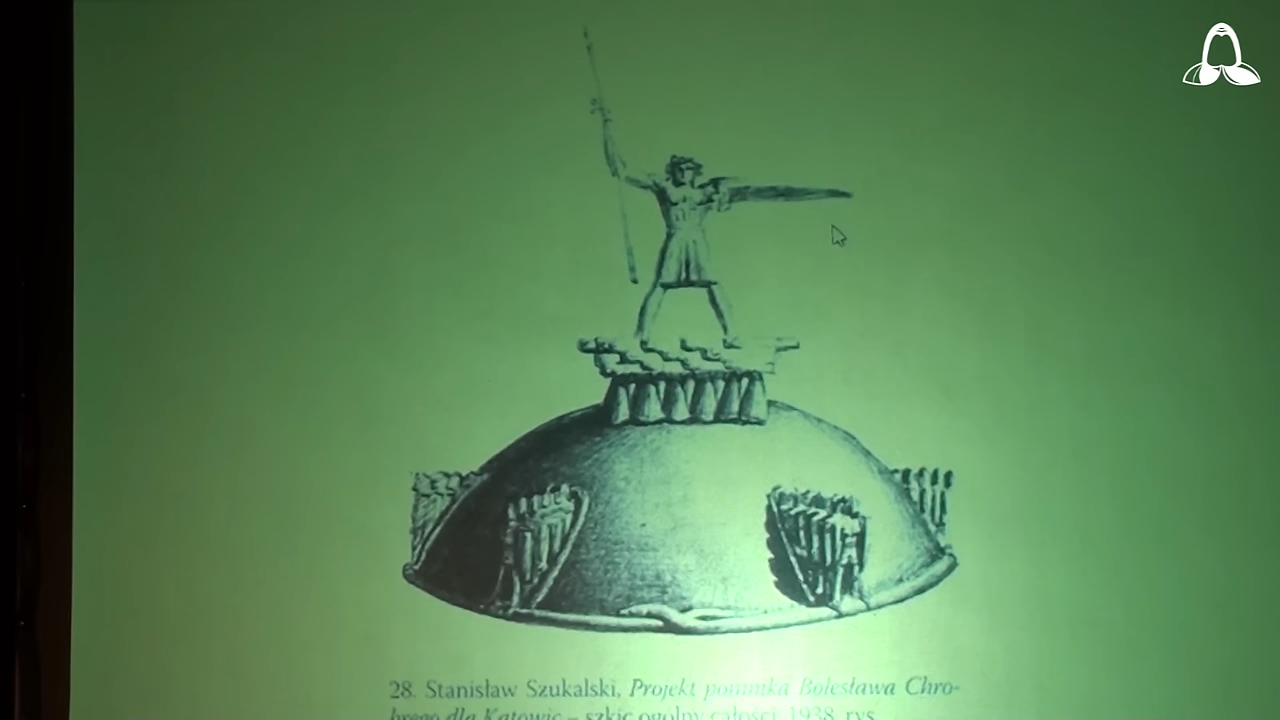 28. Stanisław Szukalski, Projekt pomnika Bolesława Chro-
brego dla Katowic – szkic ogólny całości, 1938, rys.